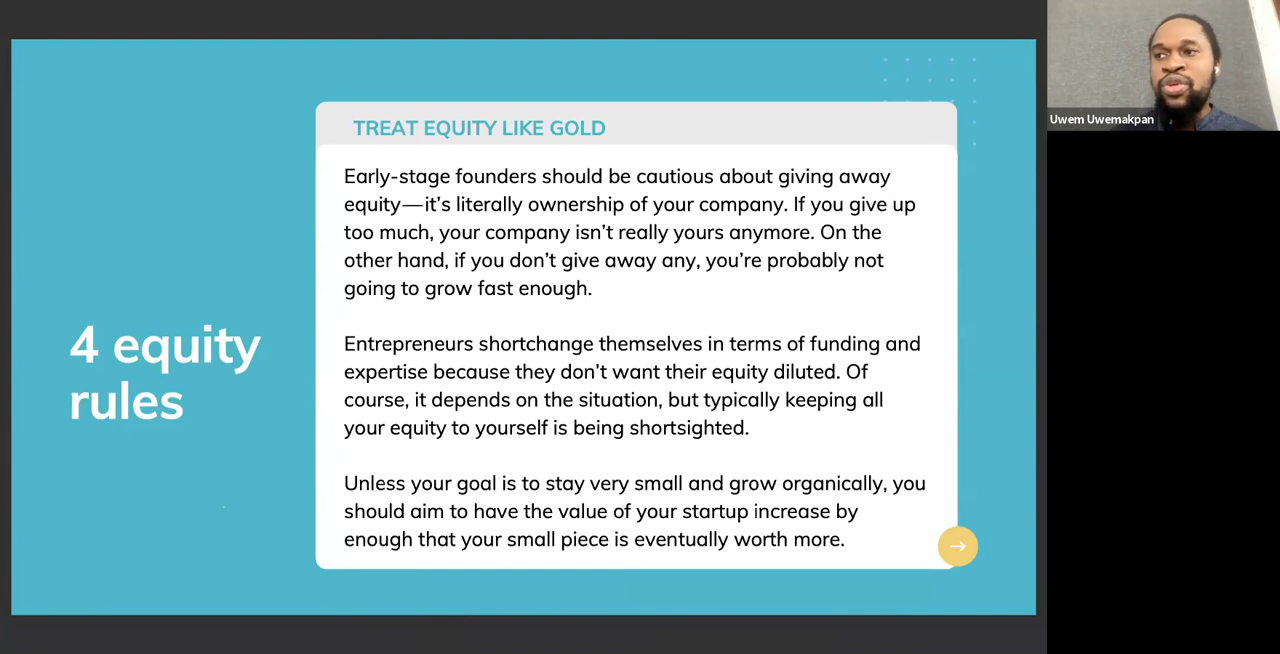 4 equity
rules
TREAT EQUITY LIKE GOLD
Early-stage founders should be cautious about giving away
equity—it’s literally ownership of your company. If you give up
too much, your company isn’t really yours anymore. On the
other hand, if you don’t give away any, you’re probably not
going to grow fast enough.
Entrepreneurs shortchange themselves in terms of funding and
expertise because they don’t want their equity diluted. Of
course, it depends on the situation, but typically keeping all
your equity to yourself is being shortsighted.
Unless your goal is to stay very small and grow organically, you
should aim to have the value of your startup increase by
enough that your small piece is eventually worth more.
Uwem Uwemakpan